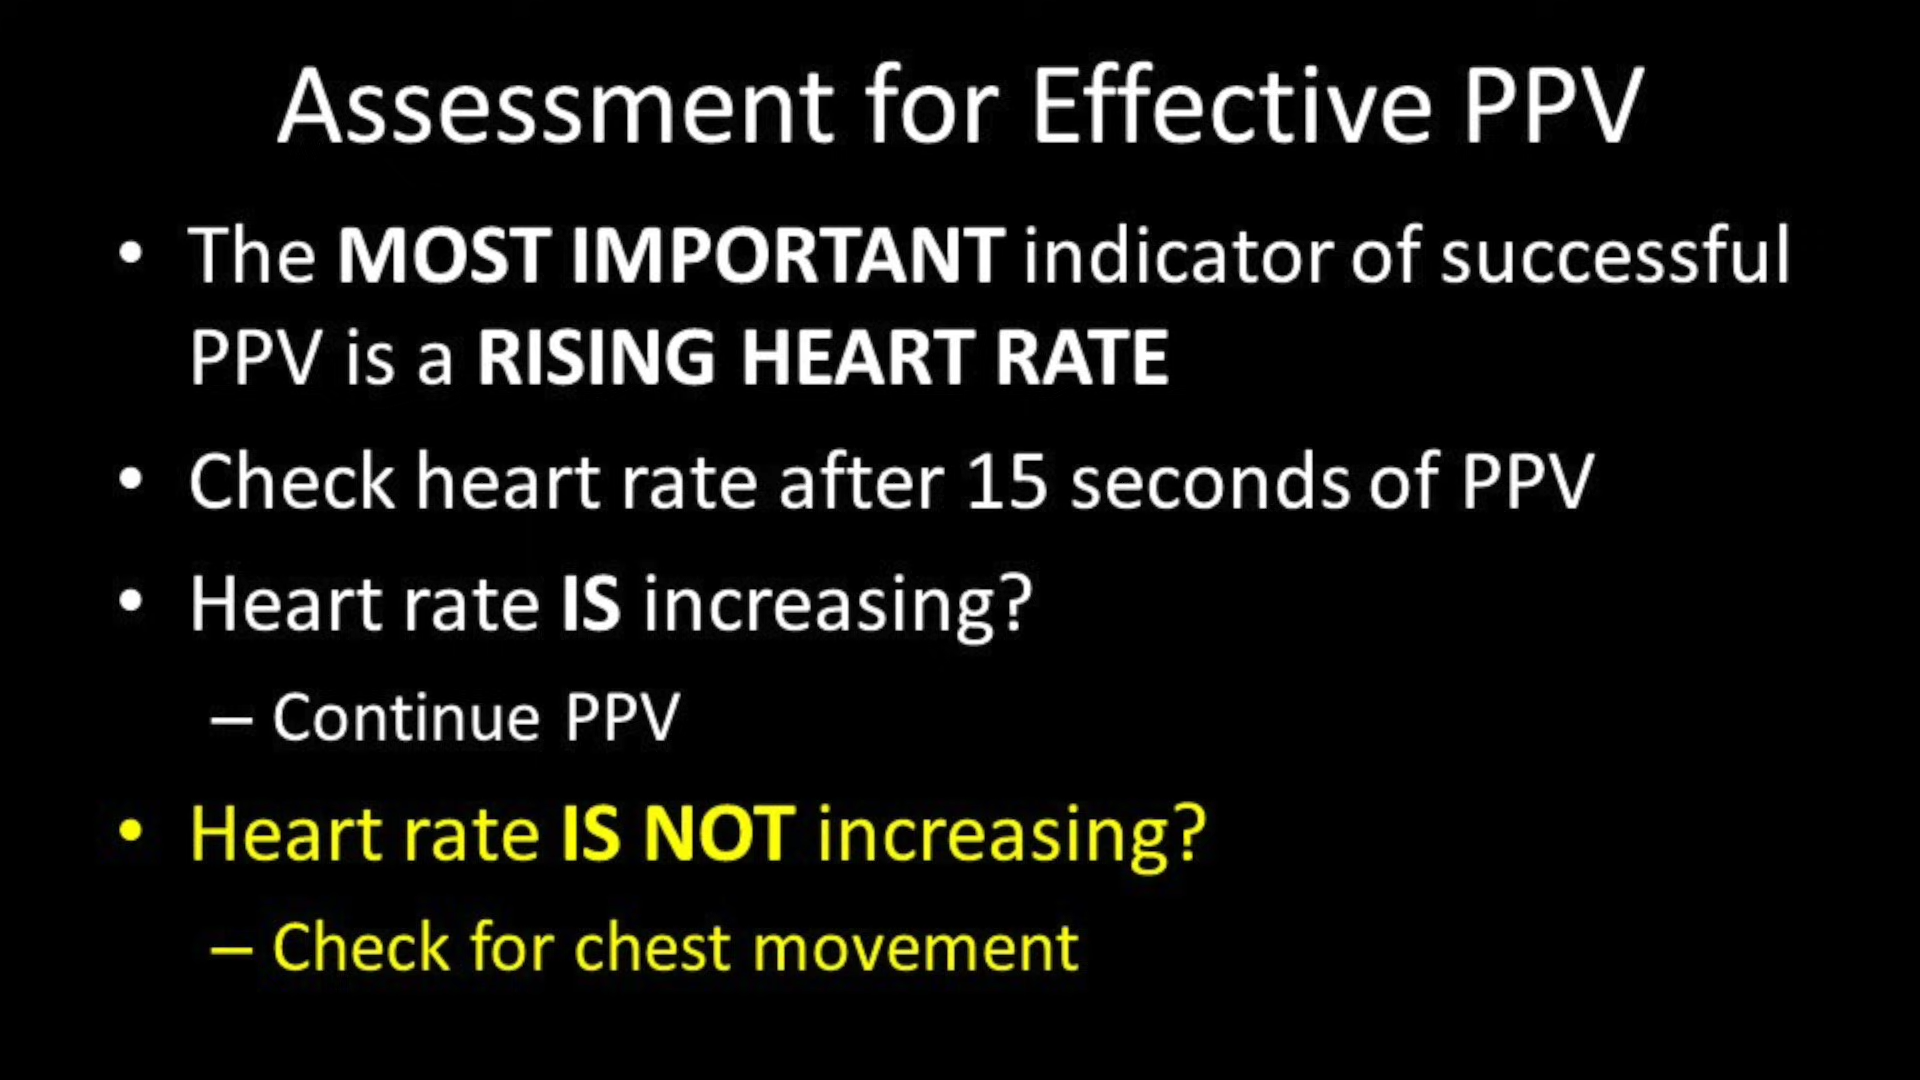 Assessment for Effective PPV
• The MOST IMPORTANT indicator of successful
PPV is a RISING HEART RATE
• Check heart rate after 15 seconds of PPV
• Heart rate IS increasing?
– Continue PPV
• Heart rate IS NOT increasing?
– Check for chest movement